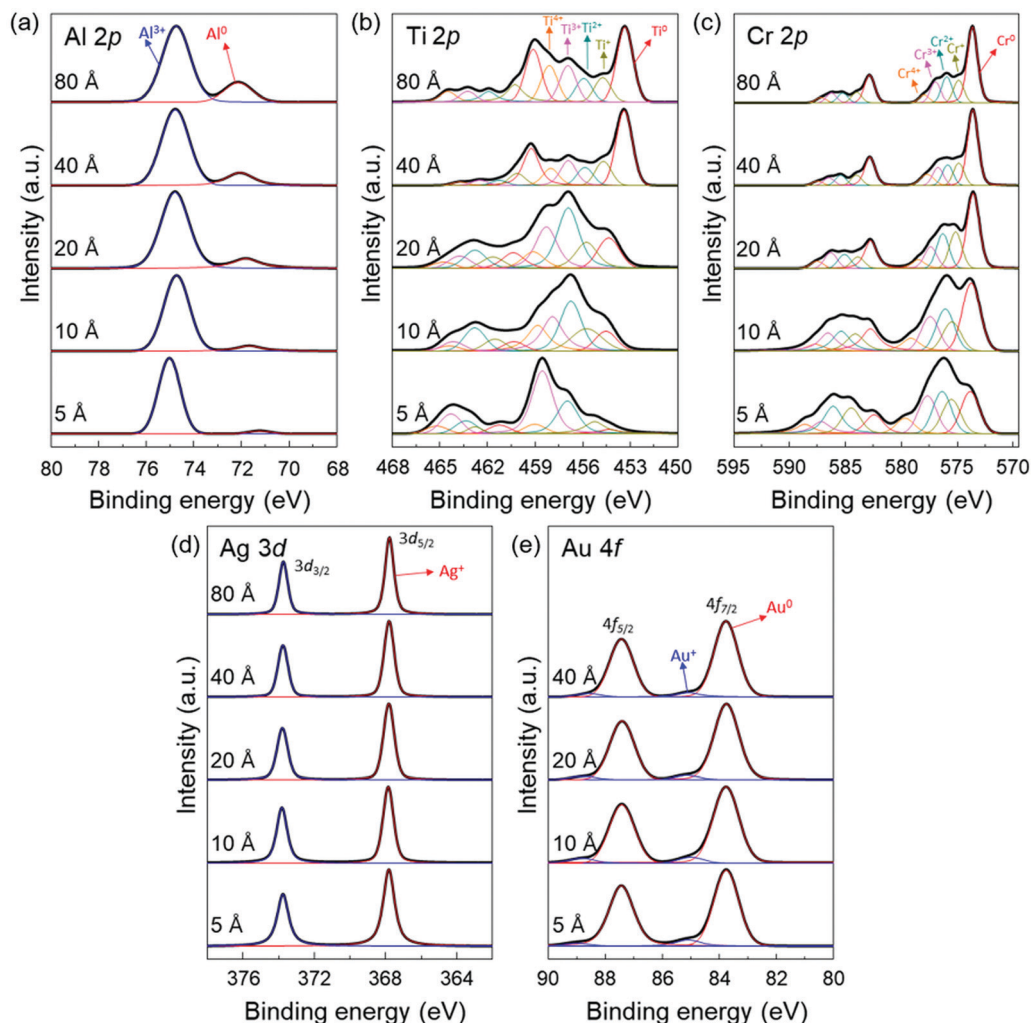 (a) Al 2p
Al³⁺ Al⁰
80 Å
40 Å
20 Å
10 Å
5 Å
80 78 76 74 72 70 68
Binding energy (eV)
Intensity (a.u.)
(b) Ti 2p
Ti⁴⁺ Ti³⁺ Ti²⁺ Ti⁺ Ti⁰
80 Å
40 Å
20 Å
10 Å
5 Å
468 465 462 459 456 453 450
Binding energy (eV)
Intensity (a.u.)
(c) Cr 2p
Cr⁴⁺ Cr³⁺ Cr²⁺ Cr⁺ Cr⁰
80 Å
40 Å
20 Å
10 Å
5 Å
595 590 585 580 575 570
Binding energy (eV)
Intensity (a.u.)
(d) Ag 3d
3d3/2 3d5/2
Ag⁺
80 Å
40 Å
20 Å
10 Å
5 Å
376 372 368 364
Binding energy (eV)
Intensity (a.u.)
(e) Au 4f
4f5/2 Au⁺ 4f7/2 Au⁰
40 Å
20 Å
10 Å
5 Å
90 88 86 84 82 80
Binding energy (eV)
Intensity (a.u.)